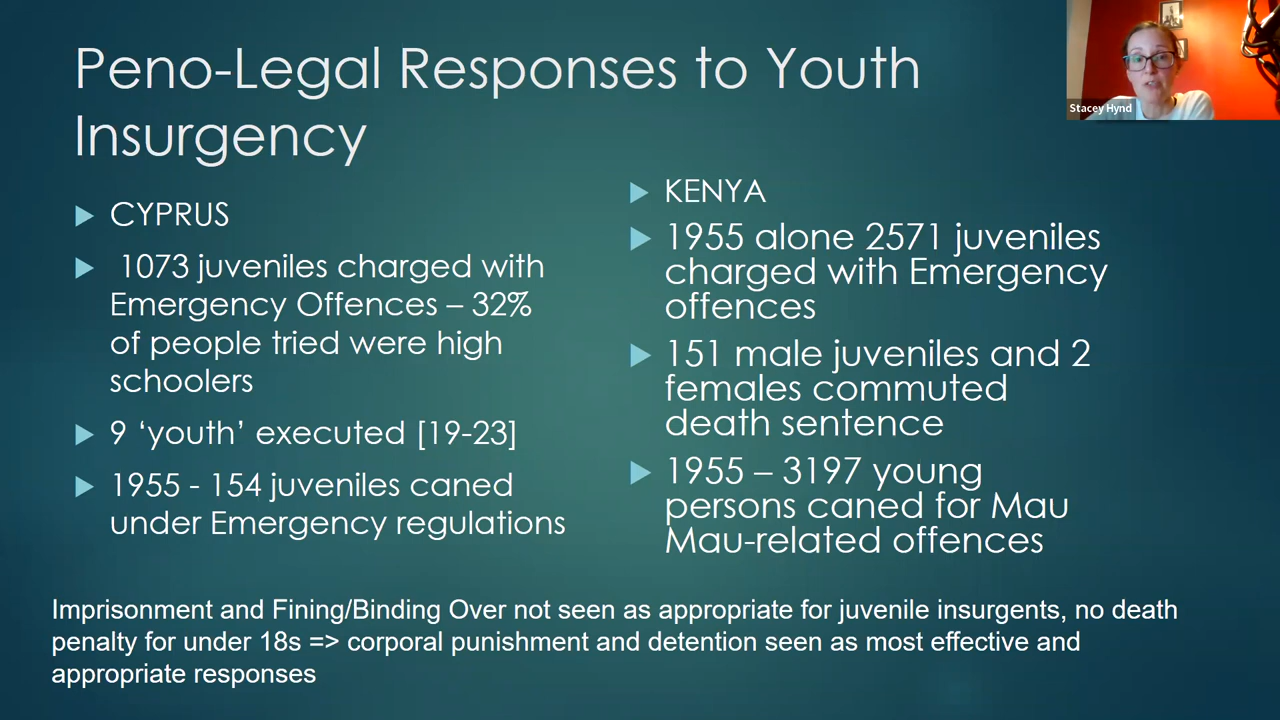 Peno-Legal Responses to Youth
Insurgency
Stacey Hynd
CYPRUS
1073 juveniles charged with
Emergency Offences – 32%
of people tried were high
schoolers
9 ‘youth’ executed [19-23]
1955 - 154 juveniles caned
under Emergency regulations
KENYA
1955 alone 2571 juveniles
charged with Emergency
offences
151 male juveniles and 2
females commuted
death sentence
1955 – 3197 young
persons caned for Mau
Mau-related offences
Imprisonment and Fining/Binding Over not seen as appropriate for juvenile insurgents, no death
penalty for under 18s => corporal punishment and detention seen as most effective and
appropriate responses